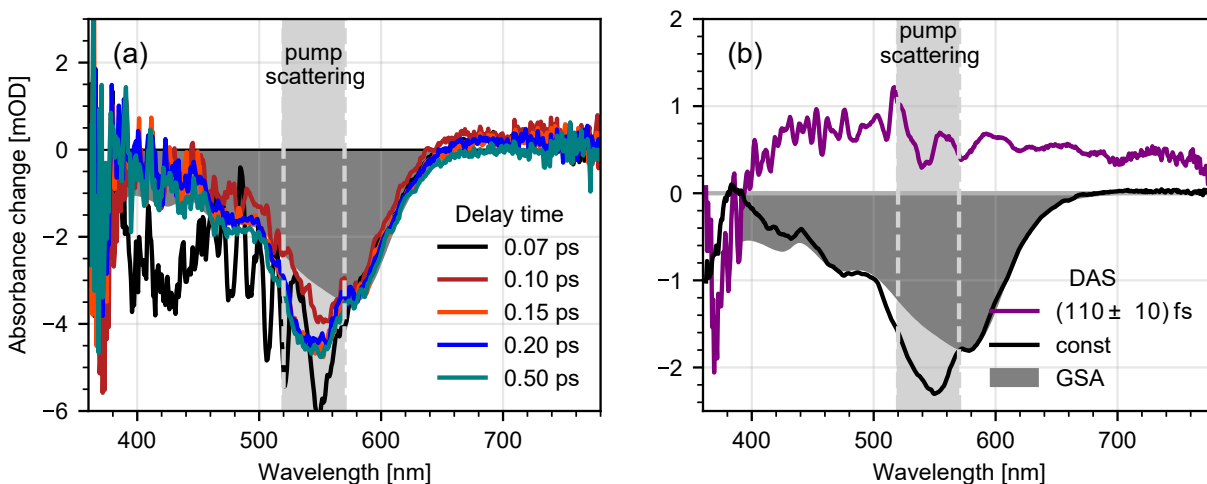 (a)
pump
scattering
Absorbance change [mOD]
2
0
−2
−4
−6
Delay time
0.07 ps
0.10 ps
0.15 ps
0.20 ps
0.50 ps
400
500
600
700
Wavelength [nm]
(b)
pump
scattering
2
1
0
−1
−2
DAS
(110 ± 10) fs
const
GSA
400
500
600
700
Wavelength [nm]